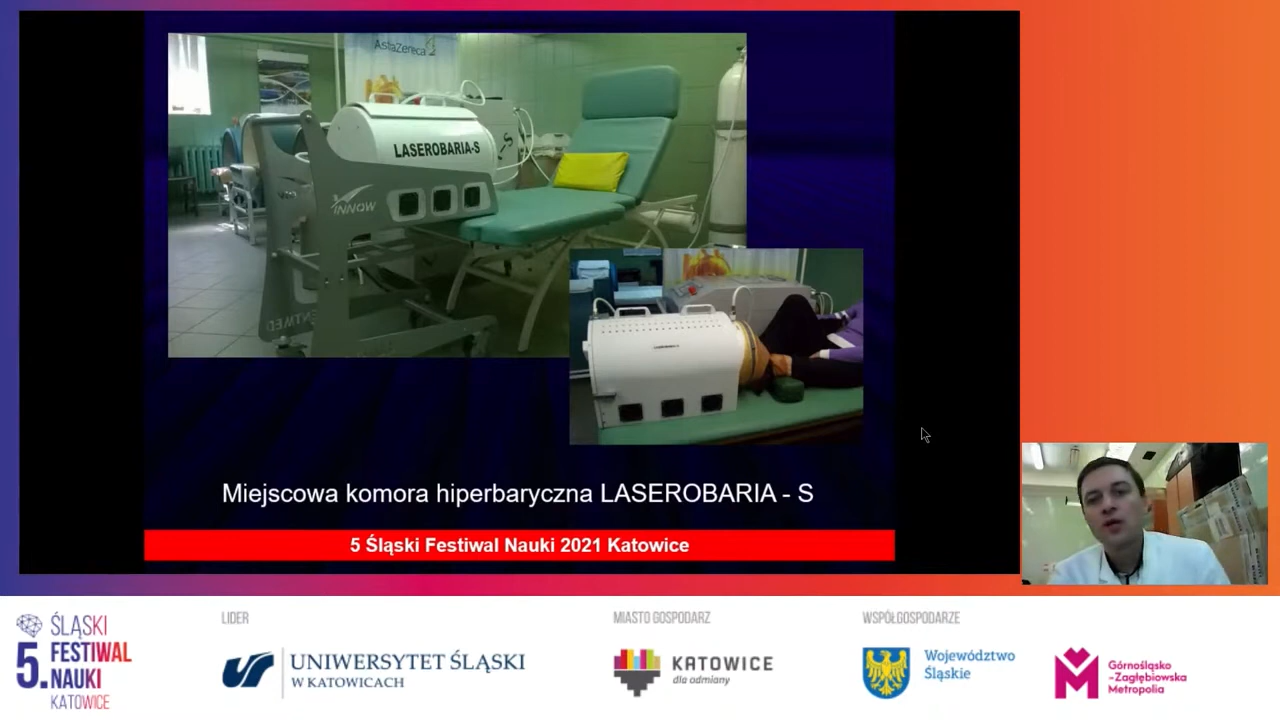 AstraZeneca
LASEROBARIA-S
INNOW
Miejscowa komora hiperbaryczna LASEROBARIA - S
5 Śląski Festiwal Nauki 2021 Katowice
5. ŚLĄSKI
FESTIWAL
NAUKI
KATOWICE
LIDER
UNIWERSYTET ŚLĄSKI
W KATOWICACH
MIASTO GOSPODARZ
KATOWICE
dla odmiany
WSPÓŁGOSPODARZE
Województwo
Śląskie
Górnośląsko
-Zagłębiowska
Metropolia